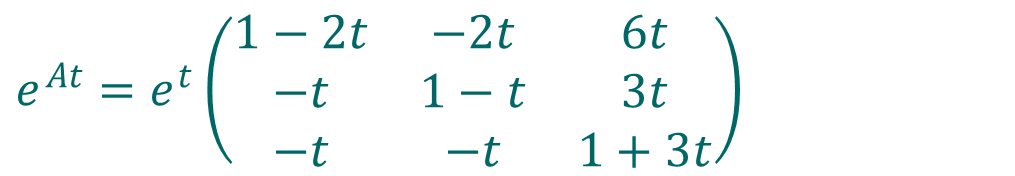 1 − 2t −2t 6t
e^{At} = e^t ( −t 1 − t 3t )
−t −t 1 + 3t